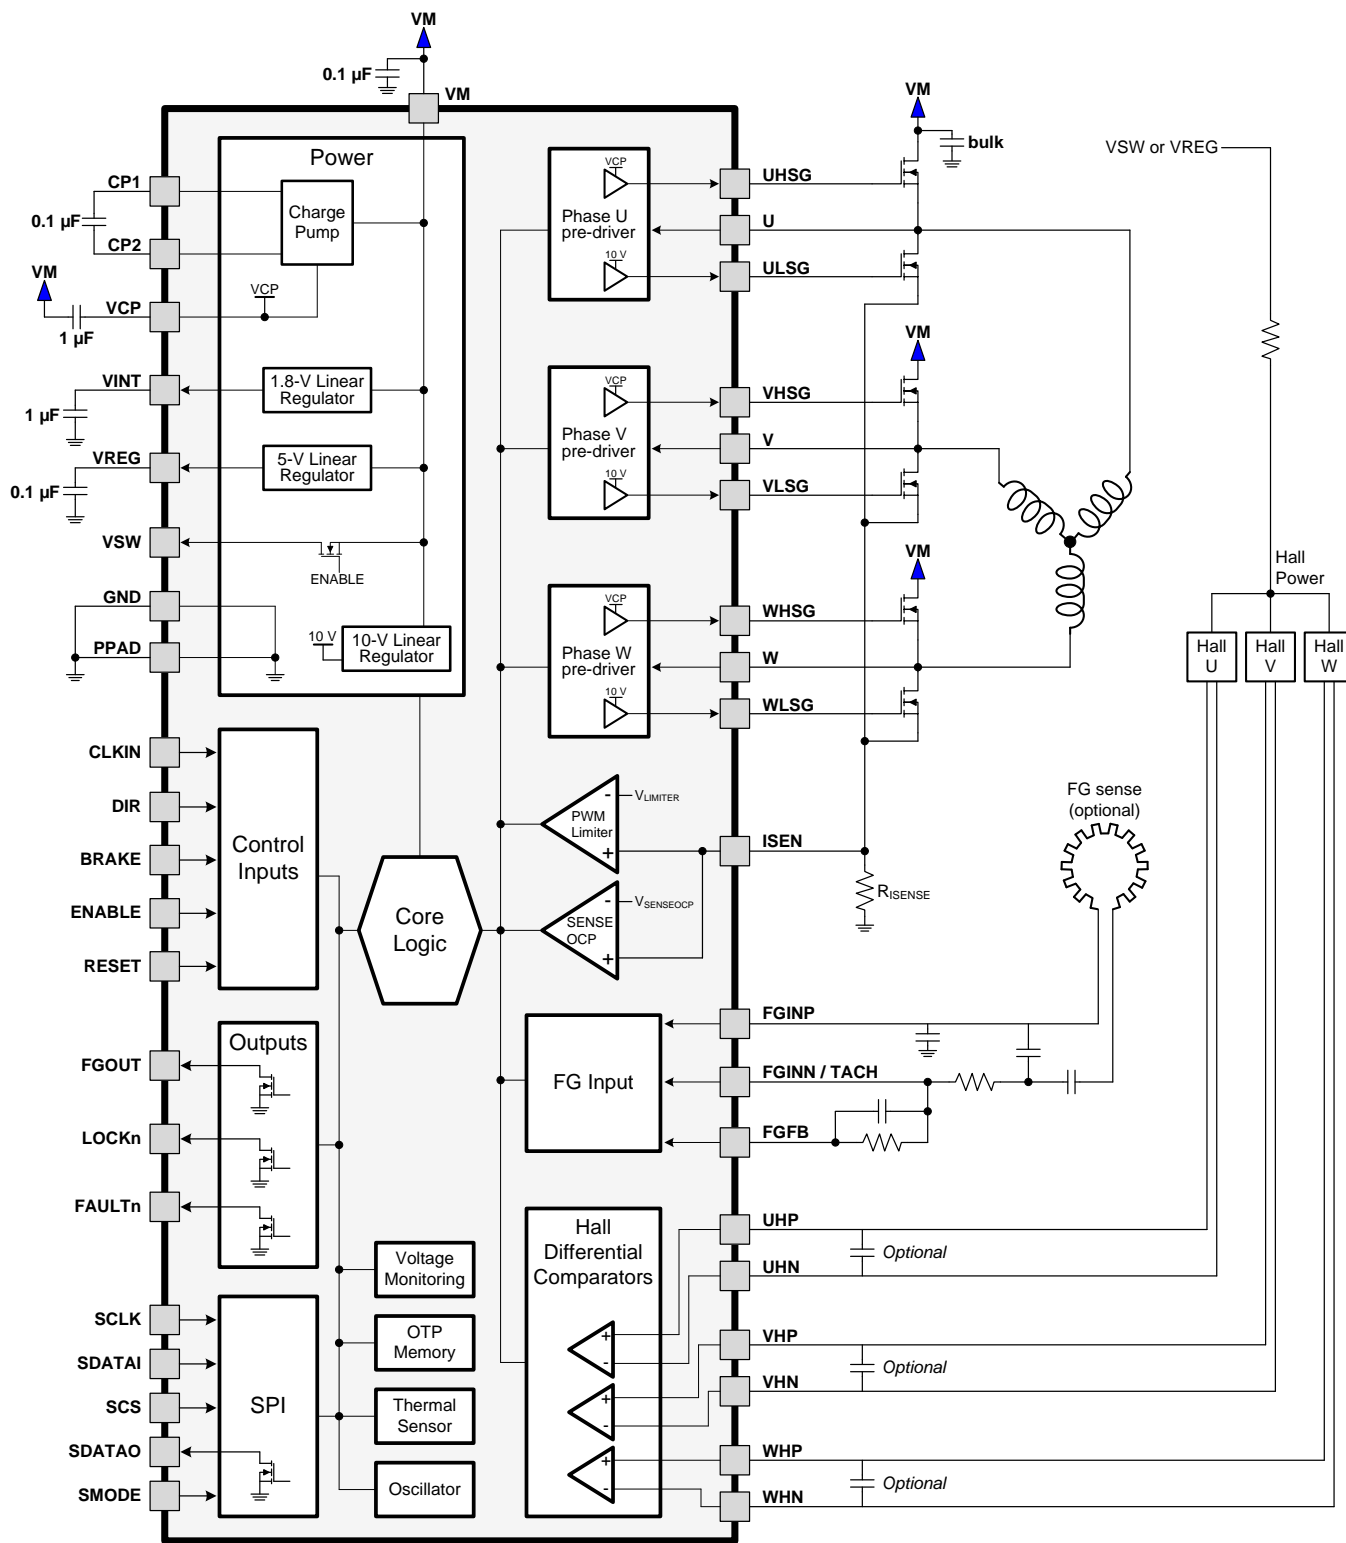 VM
0.1 µF
VM
Power
CP1
0.1 µF
CP2
Charge
Pump
VM
VCP
1 µF
VCP
VINT
1 µF
1.8-V Linear
Regulator
VREG
0.1 µF
5-V Linear
Regulator
VSW
ENABLE
GND
PPAD
10 V
10-V Linear
Regulator
CLKIN
DIR
BRAKE
ENABLE
RESET
Control
Inputs
Core
Logic
Outputs
FGOUT
LOCKn
FAULTn
SCLK
SDATAI
SCS
SDATAO
SMODE
SPI
Voltage
Monitoring
OTP
Memory
Thermal
Sensor
Oscillator
VCP
Phase U
pre-driver
10 V
UHSG
U
ULSG
VM
bulk
VCP
Phase V
pre-driver
10 V
VHSG
V
VLSG
VM
VCP
Phase W
pre-driver
10 V
WHSG
W
WLSG
VM
VSW or VREG
Hall
Power
Hall
U
Hall
V
Hall
W
- VLIMITER
PWM
Limiter
+
- VSENSEOCP
SENSE
OCP
+
ISEN
RISENSE
FG sense
(optional)
FG Input
FGINP
FGINN / TACH
FGFB
Hall
Differential
Comparators
+
-
+
-
+
-
UHP
Optional
UHN
VHP
Optional
VHN
WHP
Optional
WHN